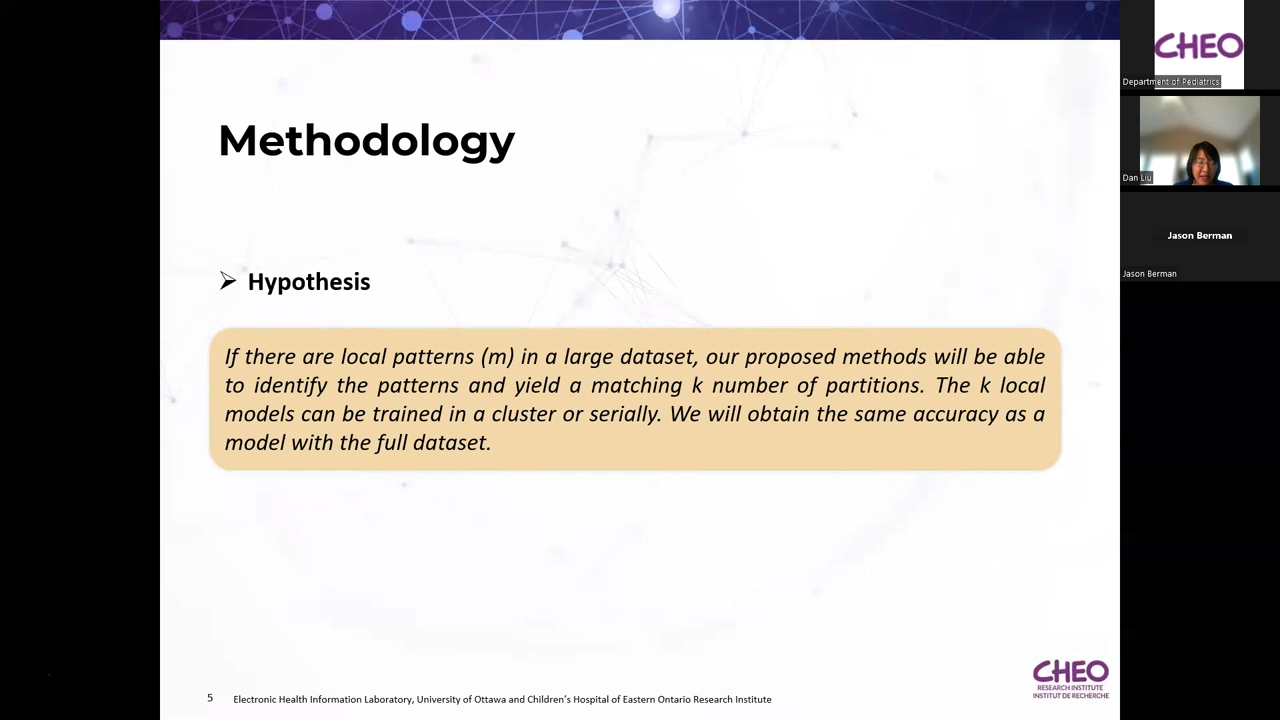 Methodology
Hypothesis
If there are local patterns (m) in a large dataset, our proposed methods will be able
to identify the patterns and yield a matching k number of partitions. The k local
models can be trained in a cluster or serially. We will obtain the same accuracy as a
model with the full dataset.
5
Electronic Health Information Laboratory, University of Ottawa and Children's Hospital of Eastern Ontario Research Institute
CHEO
RESEARCH INSTITUTE
INSTITUT DE RECHERCHE
CHEO
Department of Pediatrics
Dan Liu
Jason Berman
Jason Berman